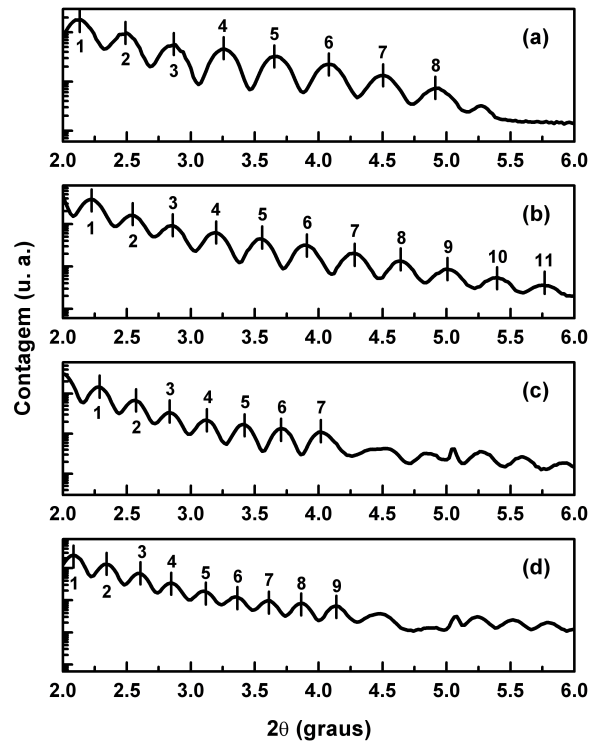 (a)
1 2 3 4 5 6 7 8
2.0 2.5 3.0 3.5 4.0 4.5 5.0 5.5 6.0
(b)
1 2 3 4 5 6 7 8 9 10 11
2.0 2.5 3.0 3.5 4.0 4.5 5.0 5.5 6.0
(c)
1 2 3 4 5 6 7
2.0 2.5 3.0 3.5 4.0 4.5 5.0 5.5 6.0
(d)
1 2 3 4 5 6 7 8 9
2.0 2.5 3.0 3.5 4.0 4.5 5.0 5.5 6.0
Contagem (u. a.)
2θ (graus)